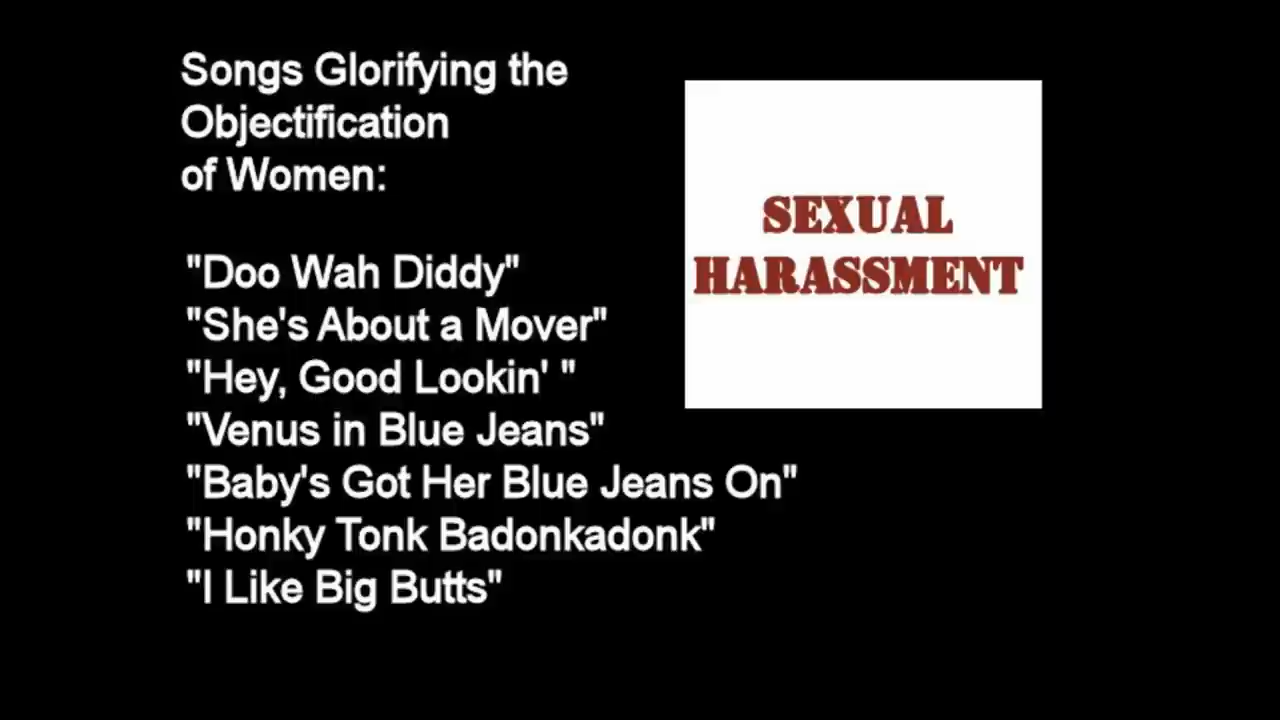 Songs Glorifying the
Objectification
of Women:
SEXUAL
HARASSMENT
"Doo Wah Diddy"
"She's About a Mover"
"Hey, Good Lookin' "
"Venus in Blue Jeans"
"Baby's Got Her Blue Jeans On"
"Honky Tonk Badonkadonk"
"I Like Big Butts"